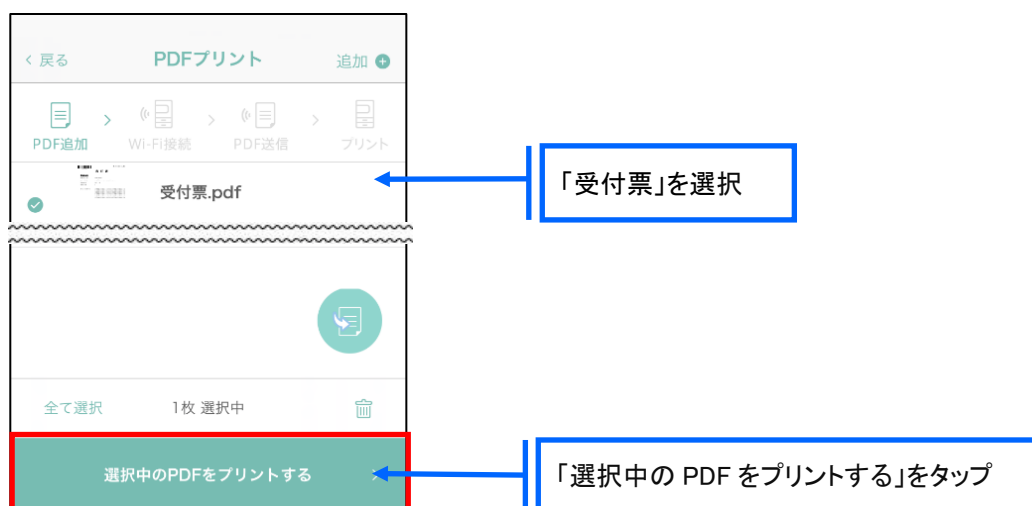 戻る
PDFプリント
追加
PDF追加
Wi-Fi接続
PDF送信
プリント
受付票.pdf
「受付票」を選択
全て選択
1枚 選択中
選択中のPDFをプリントする
「選択中の PDF をプリントする」をタップ